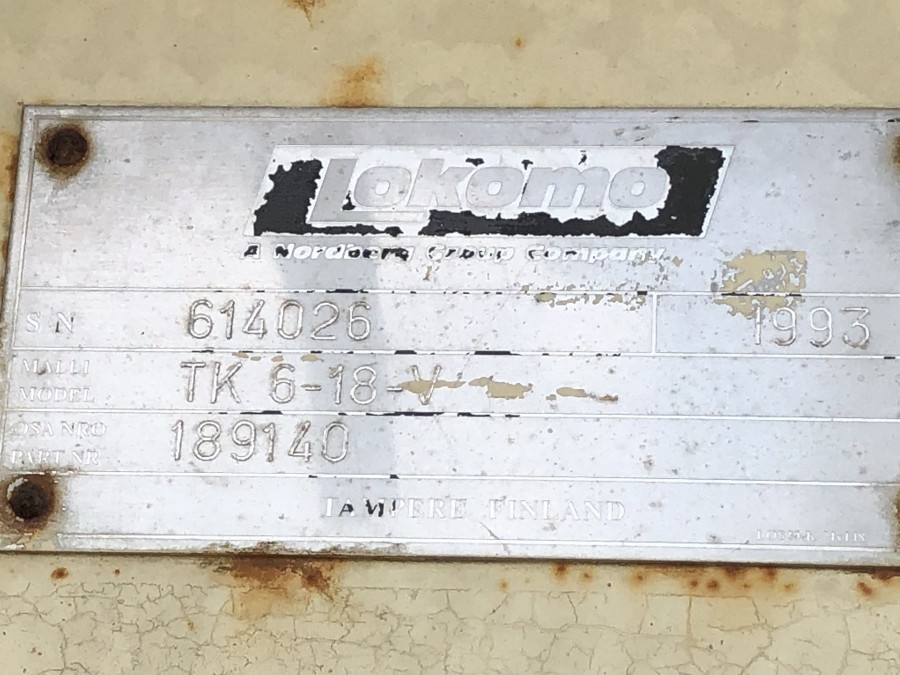 Lokomo
A Nordberg Group Company
S N 614026 1993
MALLI
MODEL TK 6-18-V
OSA NRO
PART NR 189140
TAMPERE FINLAND